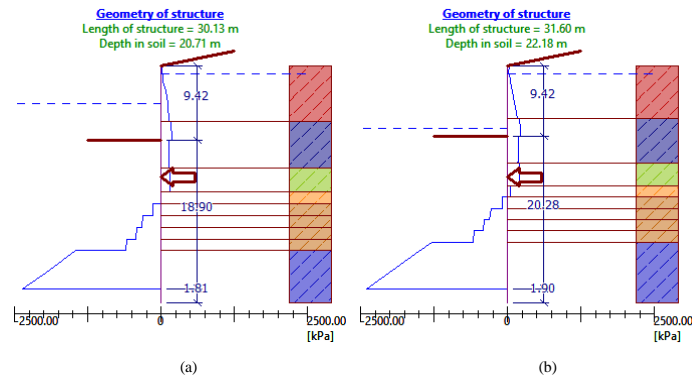 Geometry of structure
Length of structure = 30.13 m
Depth in soil = 20.71 m
9.42
18.90
1.81
-2500.00
0
2500.00
[kPa]
(a)
Geometry of structure
Length of structure = 31.60 m
Depth in soil = 22.18 m
9.42
20.28
1.90
-2500.00
0
2500.00
[kPa]
(b)